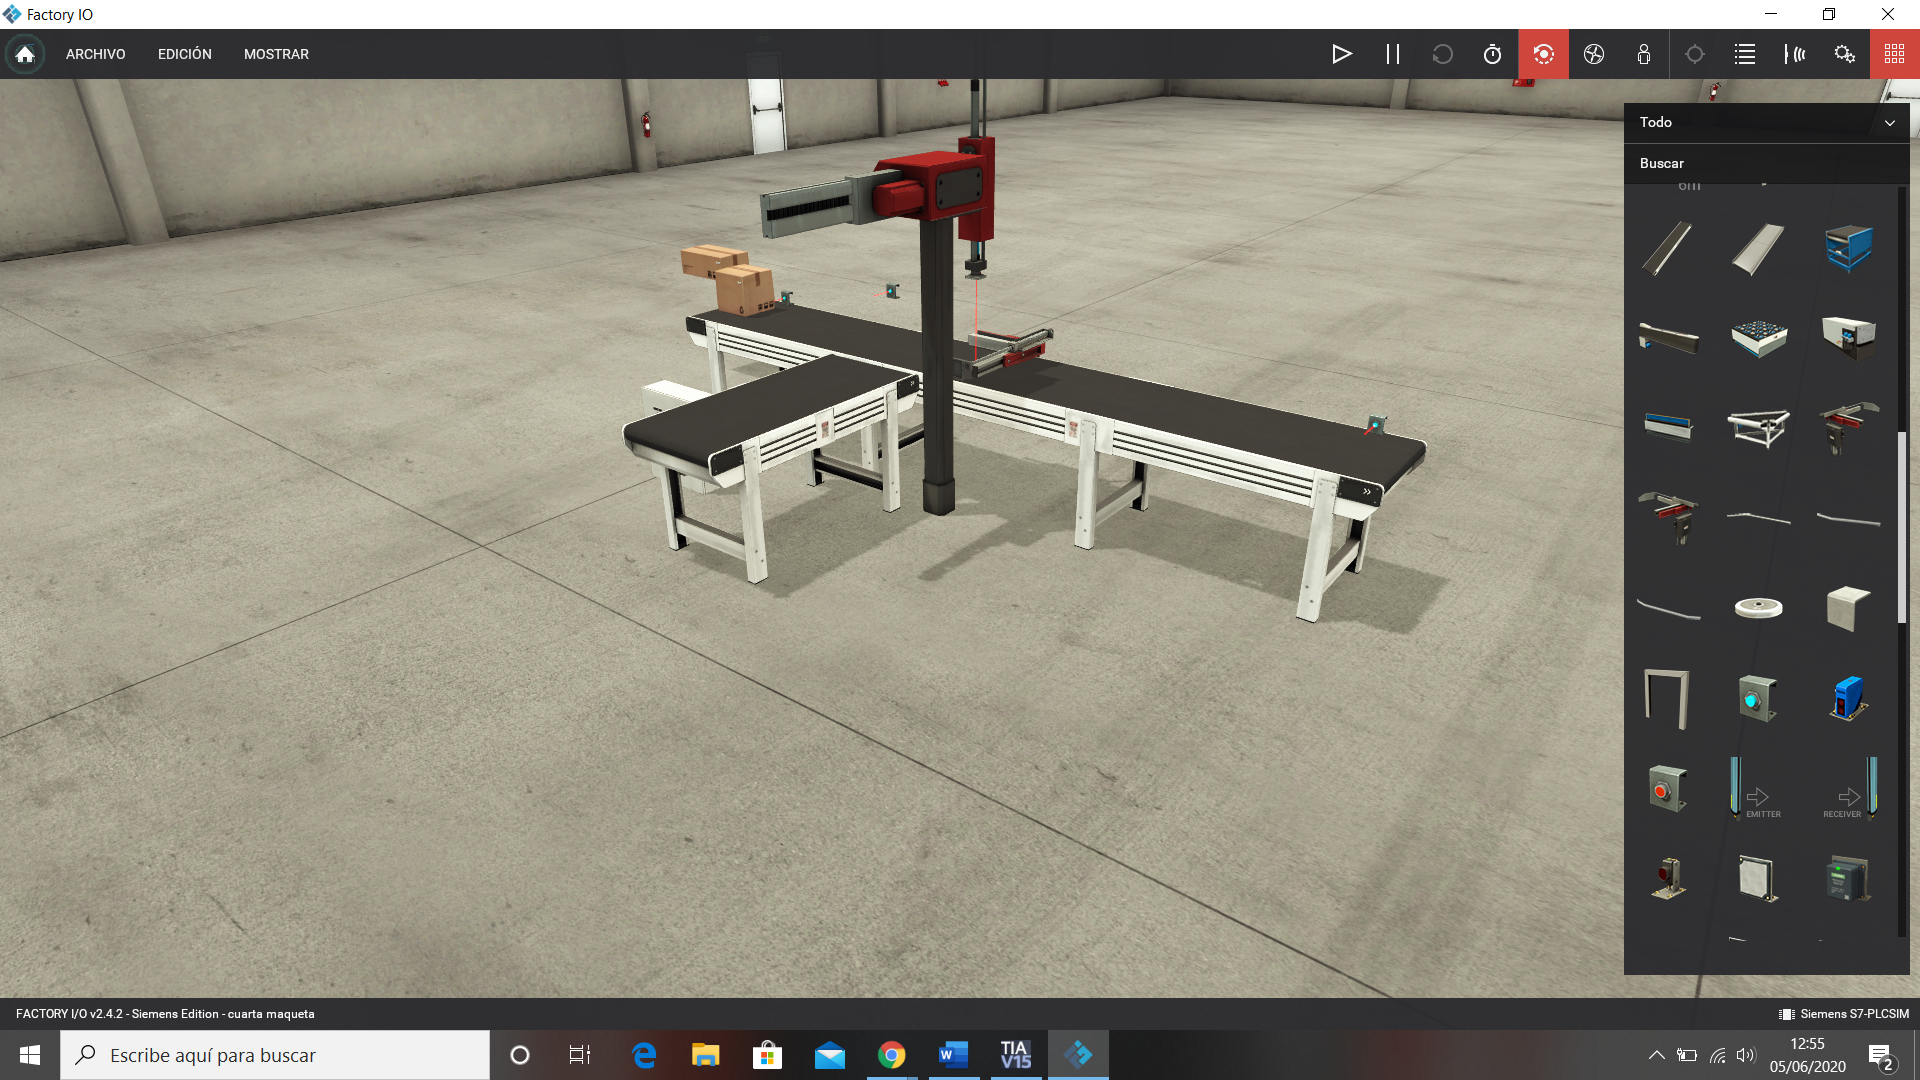 Factory IO
ARCHIVO EDICIÓN MOSTRAR
Todo
Buscar
6m
EMITTER RECEIVER
FACTORY I/O v2.4.2 - Siemens Edition - cuarta maqueta
Siemens S7-PLCSIM
Escribe aquí para buscar
TIA
V15
12:55
05/06/2020
2